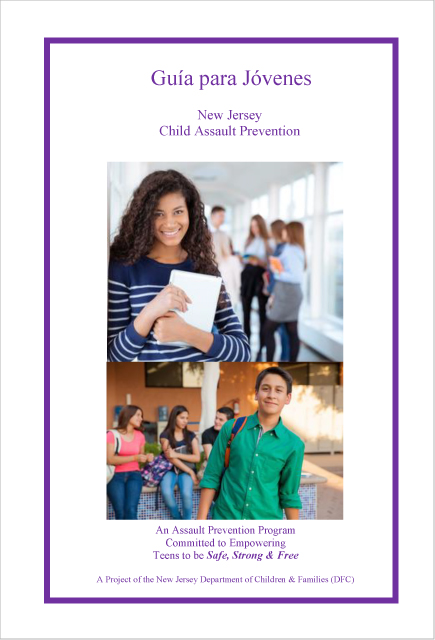 Guía para Jóvenes
New Jersey
Child Assault Prevention
An Assault Prevention Program
Committed to Empowering
Teens to be Safe, Strong & Free
A Project of the New Jersey Department of Children & Families (DFC)